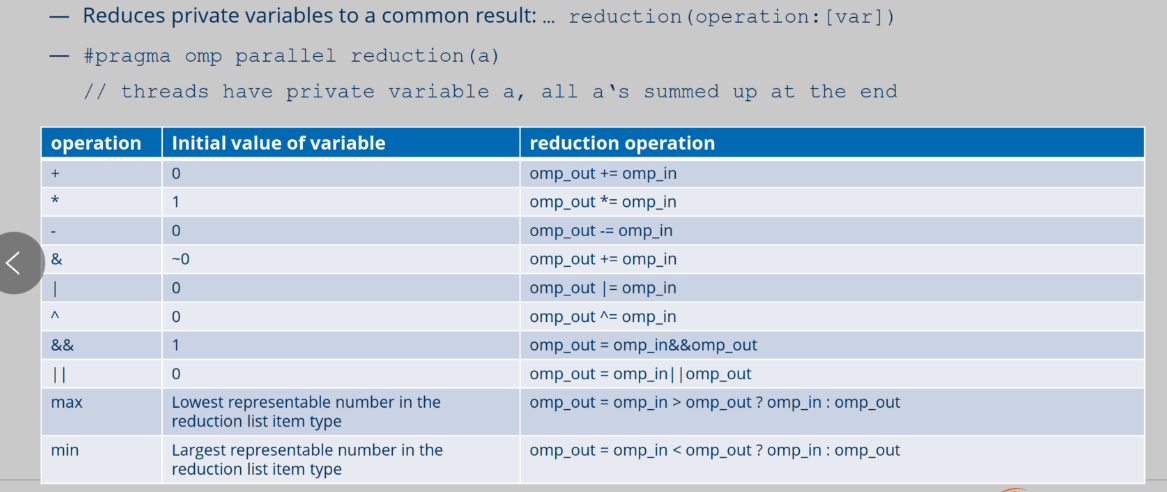 — Reduces private variables to a common result: … reduction(operation:[var])
— #pragma omp parallel reduction(a)
// threads have private variable a, all a‘s summed up at the end
operation Initial value of variable reduction operation
+ 0 omp_out += omp_in
* 1 omp_out *= omp_in
- 0 omp_out -= omp_in
& ~0 omp_out += omp_in
| 0 omp_out |= omp_in
^ 0 omp_out ^= omp_in
&& 1 omp_out = omp_in&&omp_out
|| 0 omp_out = omp_in||omp_out
max Lowest representable number in the omp_out = omp_in > omp_out ? omp_in : omp_out
reduction list item type
min Largest representable number in the omp_out = omp_in < omp_out ? omp_in : omp_out
reduction list item type